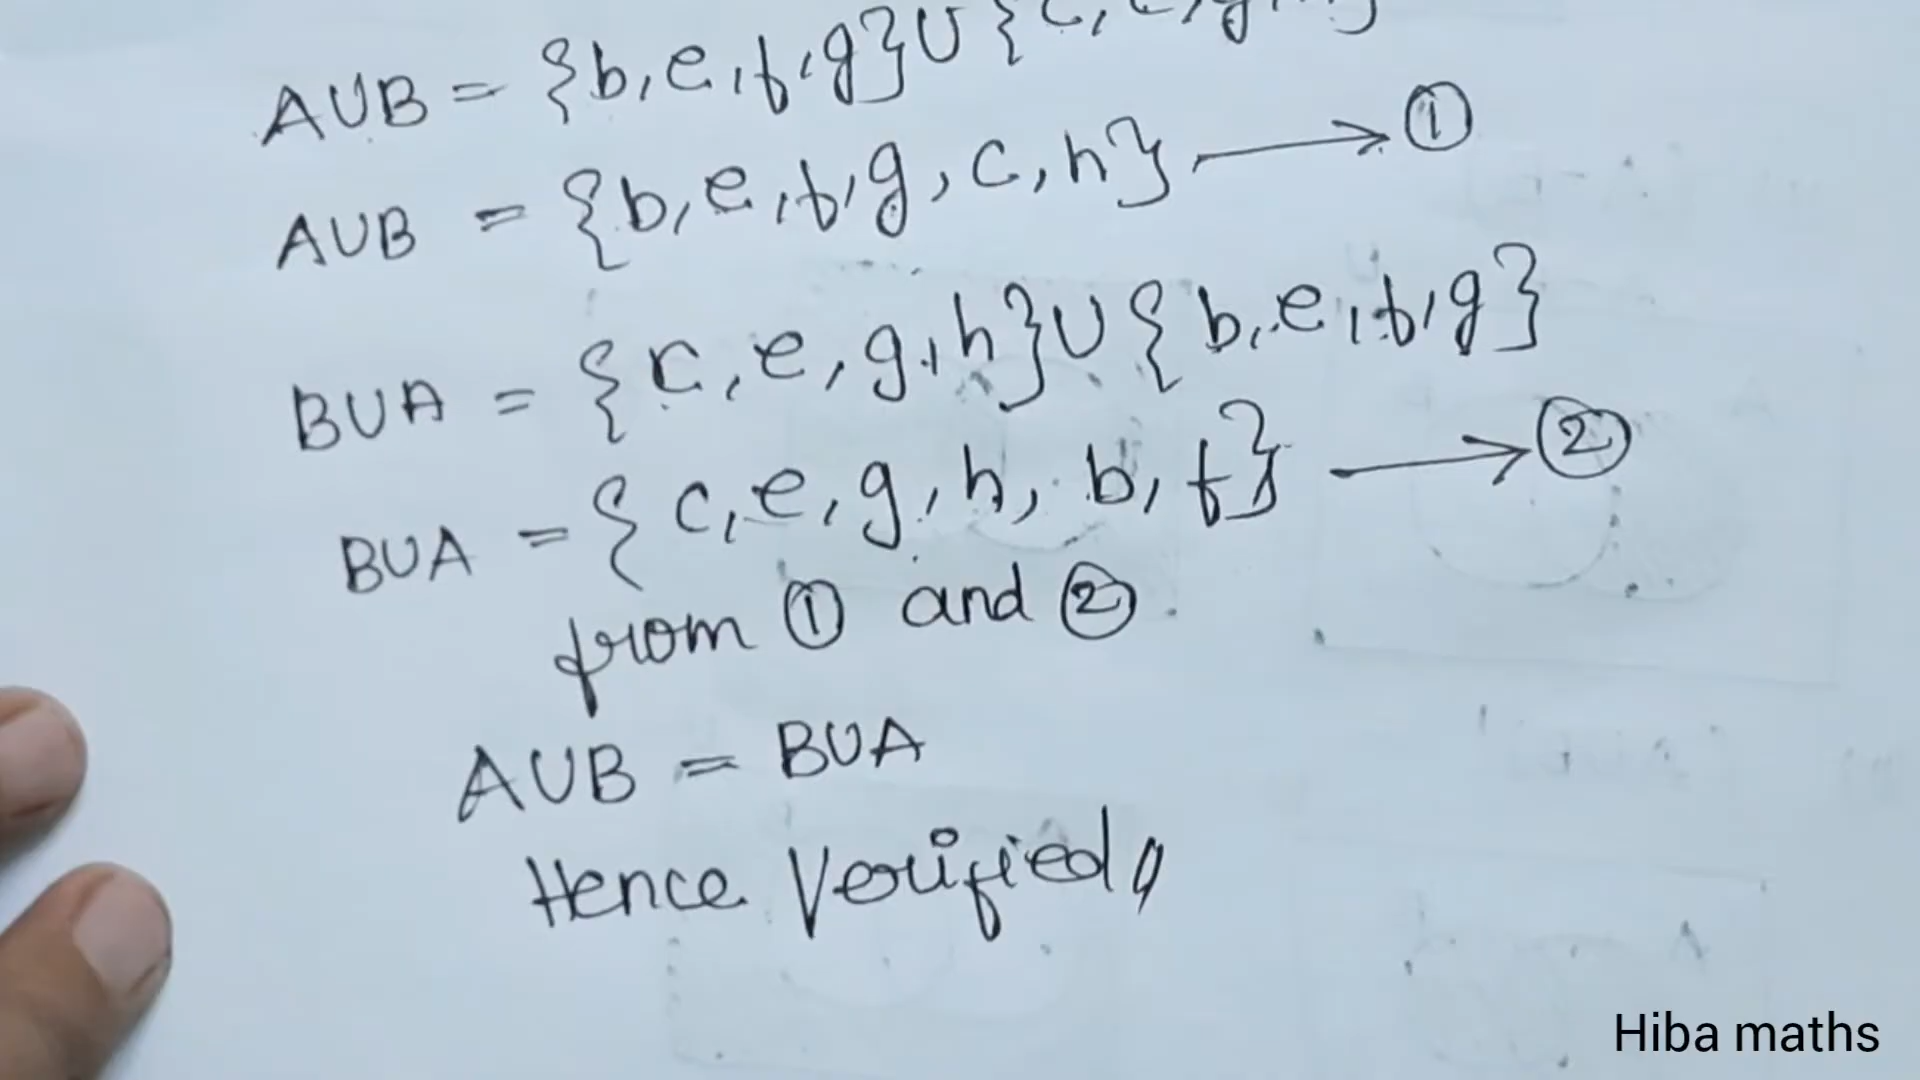 AUB = {b, e, f, g} U {c, e, g, h}
AUB = {b, e, f, g, c, h} → ①
BUA = {c, e, g, h} U {b, e, f, g}
BUA = {c, e, g, h, b, f} → ②
from ① and ②
AUB = BUA
Hence Verified
Hiba maths